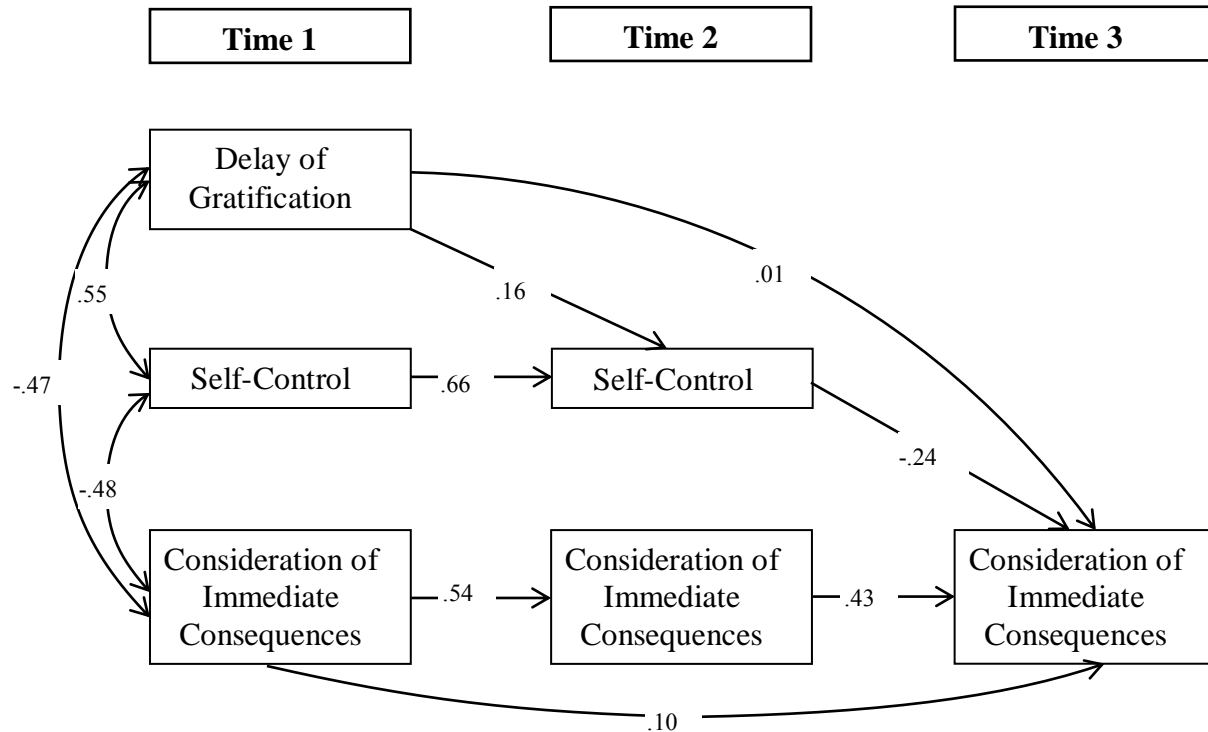 Time 1
Time 2
Time 3
Delay of
Gratification
.01
.16
.55
-.47
Self-Control
.66
Self-Control
-.24
-.48
Consideration of
Immediate
Consequences
.54
Consideration of
Immediate
Consequences
.43
Consideration of
Immediate
Consequences
.10